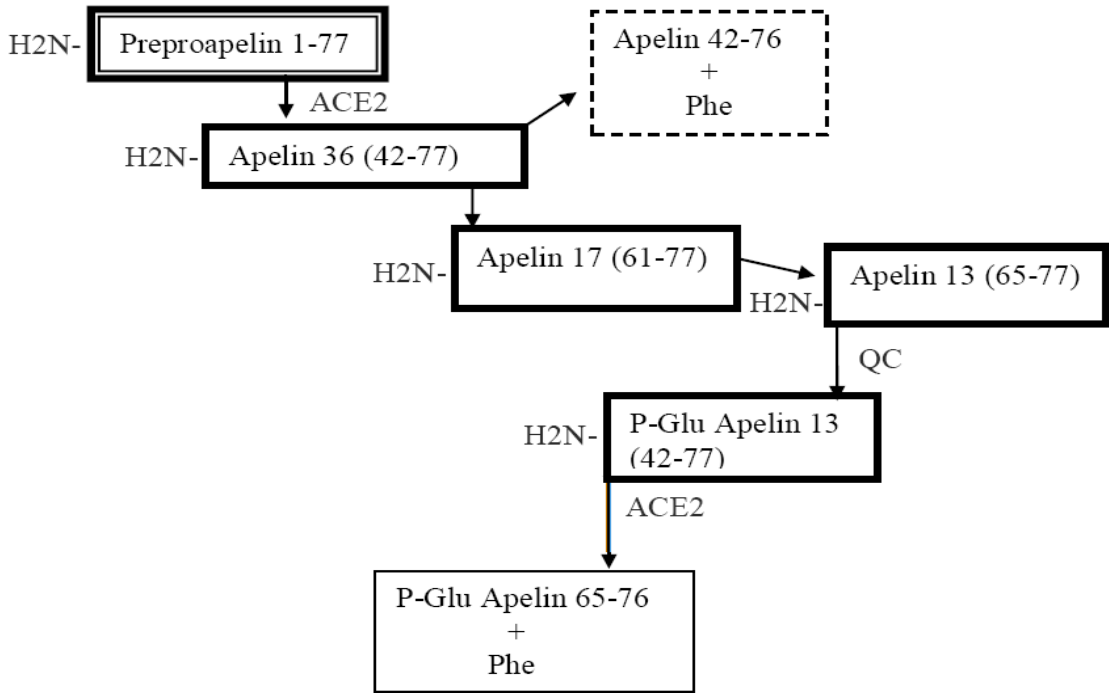 H2N-
Preproapelin 1-77
ACE2
Apelin 42-76
+
Phe
H2N-
Apelin 36 (42-77)
H2N-
Apelin 17 (61-77)
H2N-
Apelin 13 (65-77)
QC
H2N-
P-Glu Apelin 13
(42-77)
ACE2
P-Glu Apelin 65-76
+
Phe